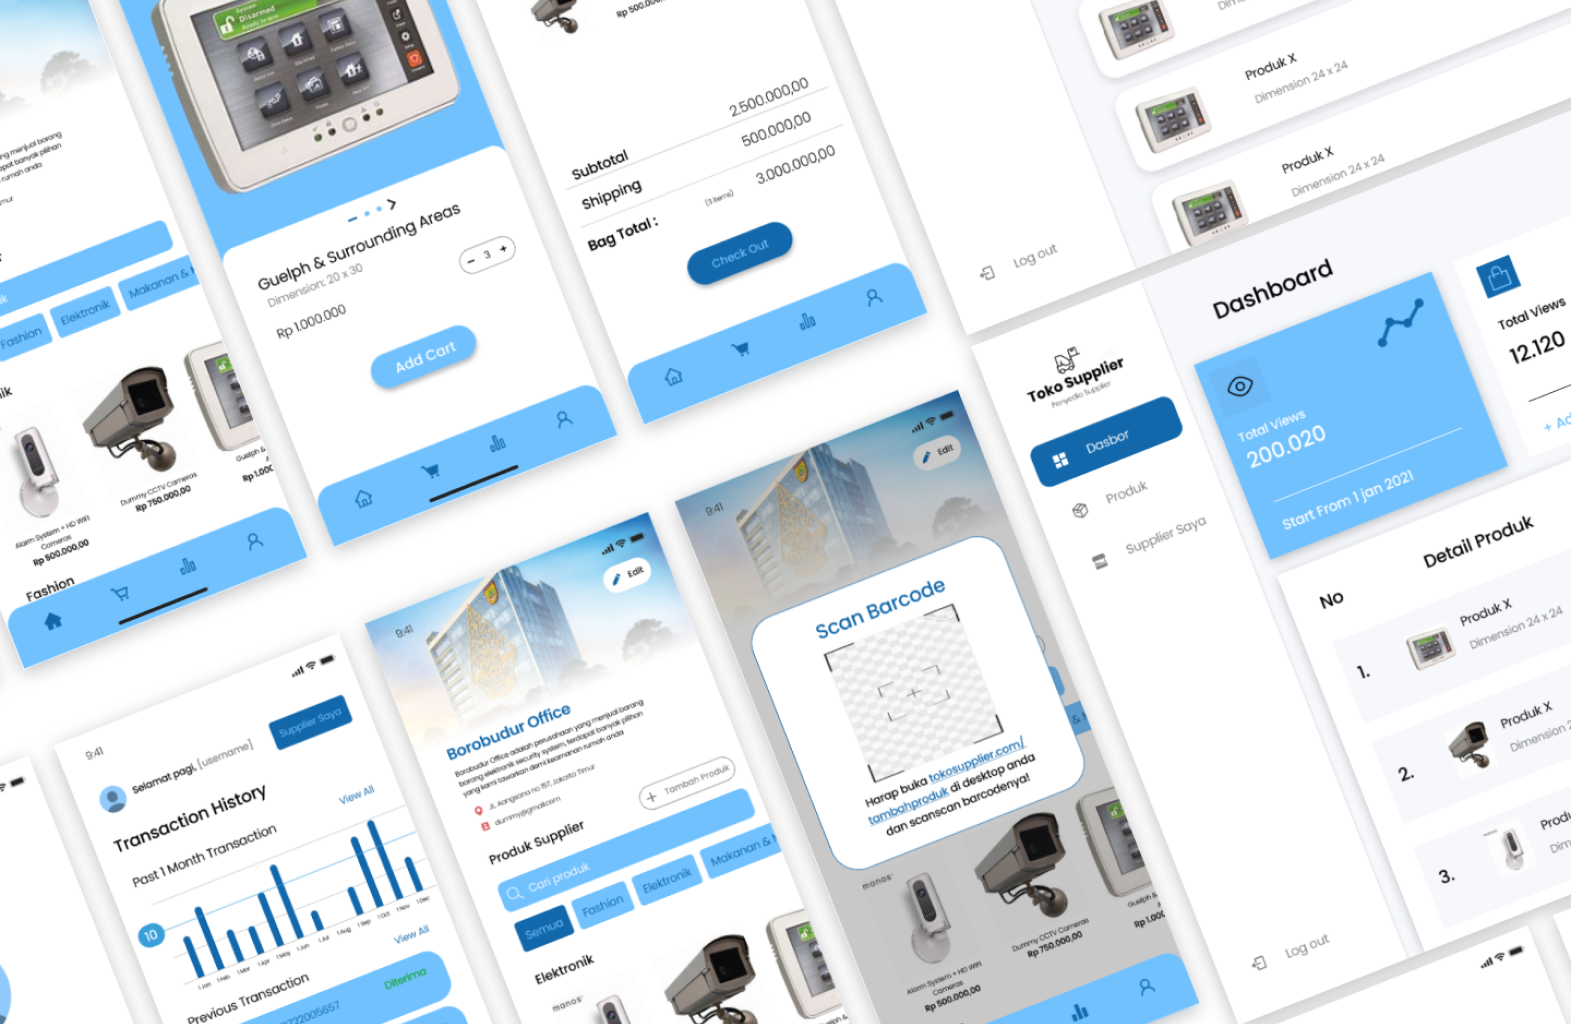 ng menjual barang
dapat banyak pilihan
rumah anda
Fashion
Elektronik
Makanan &
Alarm System + HD WiFi
Cameras
Rp 500.000,00
Dummy CCTV Cameras
Rp 750.000,00
Guelph &
Rp 1.000
Fashion
System
Disarmed
Ready to Arm
Guelph & Surrounding Areas
Dimension: 20 x 30
- 3 +
Rp 1.000.000
Add Cart
Rp 500.000
Subtotal
2.500.000,00
Shipping
500.000,00
Bag Total :
(3 items)
3.000.000,00
Check Out
Log out
Produk X
Dimension 24 x 24
Produk X
Dimension 24 x 24
Toko Supplier
Penyedia Supplier
Dasbor
Produk
Supplier Saya
Log out
Dashboard
Total Views
200.020
Start From 1 jan 2021
Total Views
12.120
Detail Produk
No
1.
Produk X
Dimension 24 x 24
2.
Produk X
Dimension 2
3.
9:41
Supplier Saya
Selamat pagi, [username]
Transaction History
View All
Past 1 Month Transaction
10
1 Jan
1 Feb
1 Mar
1 Apr
1 May
1 Jun
1 Jul
1 Aug
1 Sep
1 Oct
1 Nov
1 Dec
View All
Previous Transaction
0722005657
Diterima
9:41
Edit
Borobudur Office
Borobudur Office adalah perusahaan yang menjual barang
barang elektronik security system, terdapat banyak pilihan
yang kami tawarkan demi keamanan rumah anda
Jl. Aangsana no 157, Jakarta Timur
dummy@gmail.com
+ Tambah Produk
Produk Supplier
Cari produk
Semua
Fashion
Elektronik
Makanan &
Elektronik
manos
9:41
Edit
Scan Barcode
Harap buka tokosupplier.com/
tambahproduk di desktop anda
dan scanscan barcodenya!
manos
Alarm System + HD WiFi
Cameras
Rp 500.000,00
Dummy CCTV Cameras
Rp 750.000,00
Guelph &
Rp 1.000